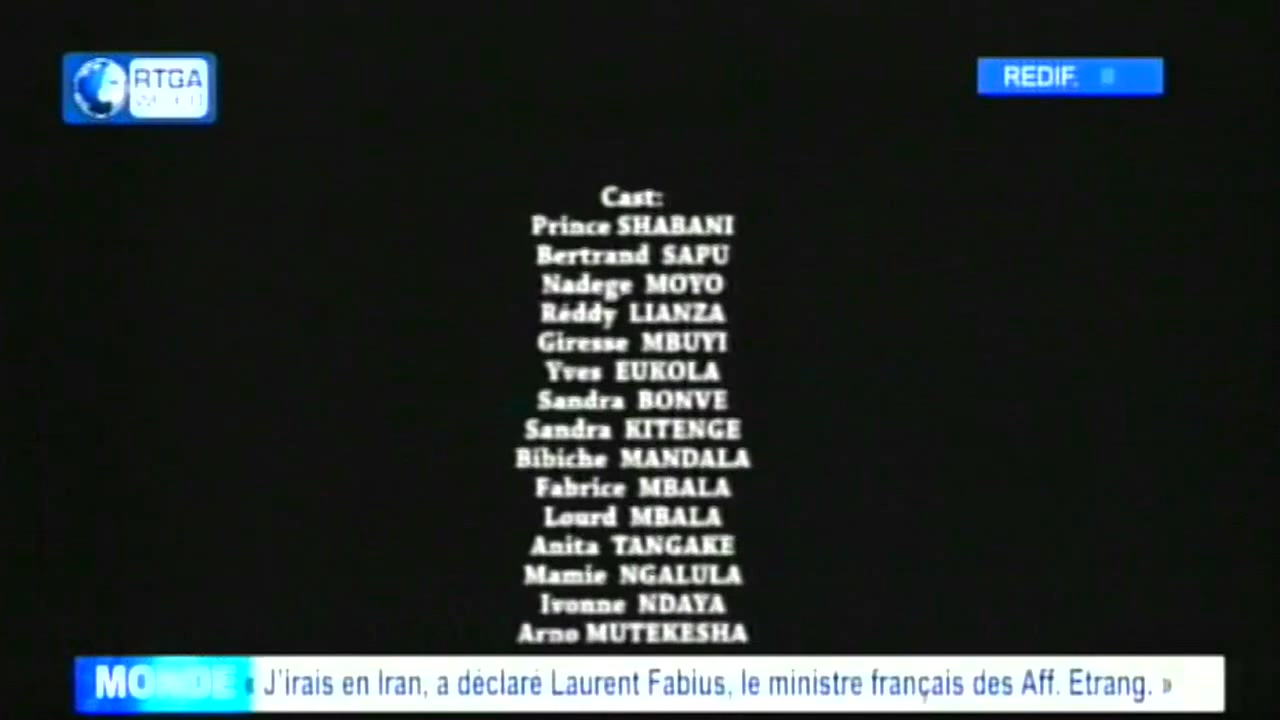 RTGA
WORLD
REDIF.
Cast:
Prince SHABANI
Bertrand SAPU
Nadege MOYO
Réddy LIANZA
Giresse MBUYI
Yves EUKOLA
Sandra BONVE
Sandra KITENGE
Bibiche MANDALA
Fabrice MBALA
Lourd MBALA
Anita TANGAKE
Mamie NGALULA
Ivonne NDAYA
Arno MUTEKESHA
MONDE « J'irais en Iran, a déclaré Laurent Fabius, le ministre français des Aff. Etrang. »